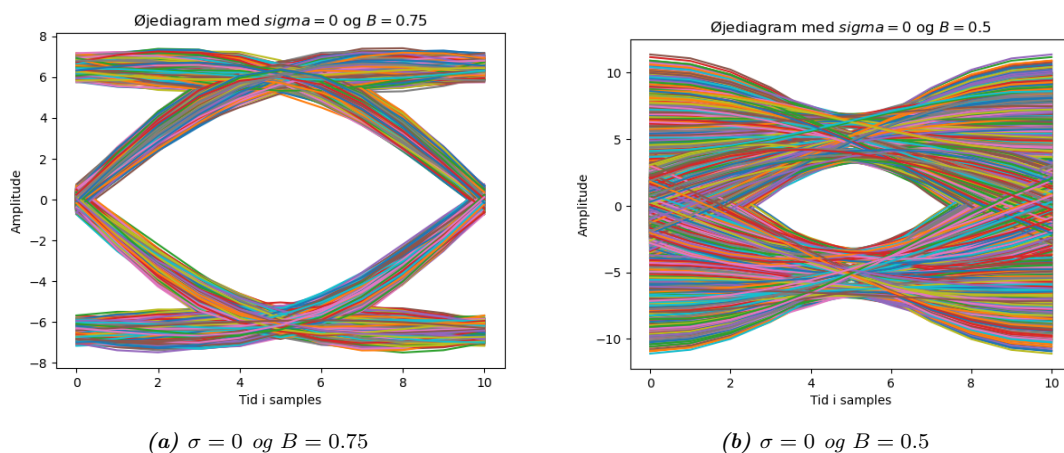 Øjediagram med sigma = 0 og B = 0.75
8
6
4
2
0
−2
−4
−6
−8
Amplitude
0 2 4 6 8 10
Tid i samples
(a) σ = 0 og B = 0.75
Øjediagram med sigma = 0 og B = 0.5
10
5
0
−5
−10
Amplitude
0 2 4 6 8 10
Tid i samples
(b) σ = 0 og B = 0.5